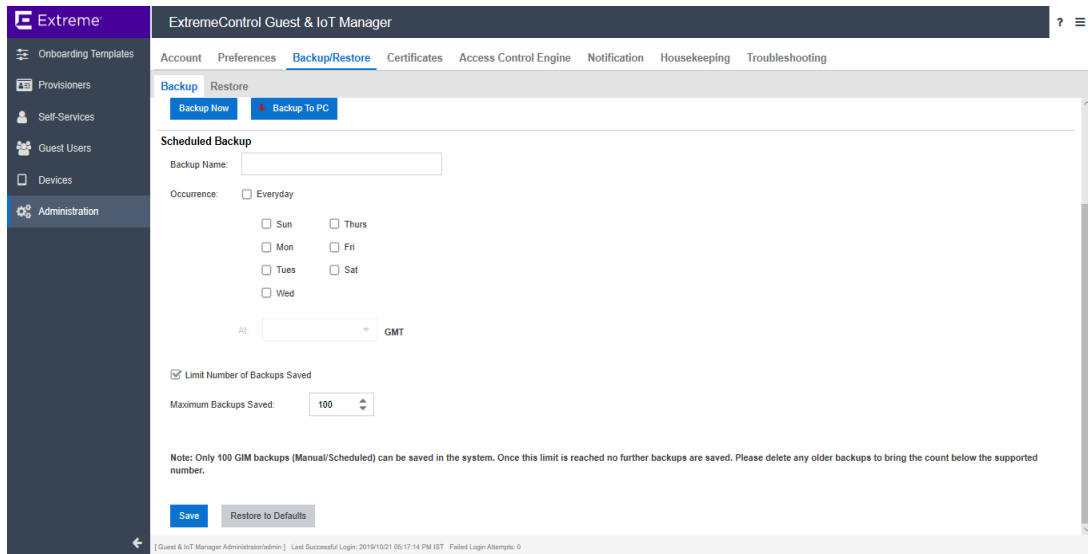 Extreme
ExtremeControl Guest & IoT Manager
?
Onboarding Templates
Provisioners
Self-Services
Guest Users
Devices
Administration
Account Preferences Backup/Restore Certificates Access Control Engine Notification Housekeeping Troubleshooting
Backup Restore
Backup Now Backup To PC
Scheduled Backup
Backup Name:
Occurrence: Everyday
Sun Thurs
Mon Fri
Tues Sat
Wed
At: GMT
Limit Number of Backups Saved
Maximum Backups Saved: 100
Note: Only 100 GIM backups (Manual/Scheduled) can be saved in the system. Once this limit is reached no further backups are saved. Please delete any older backups to bring the count below the supported
number.
Save Restore to Defaults
[ Guest & IoT Manager Administrator/admin ] Last Successful Login: 2019/10/21 05:17:14 PM IST Failed Login Attempts: 0